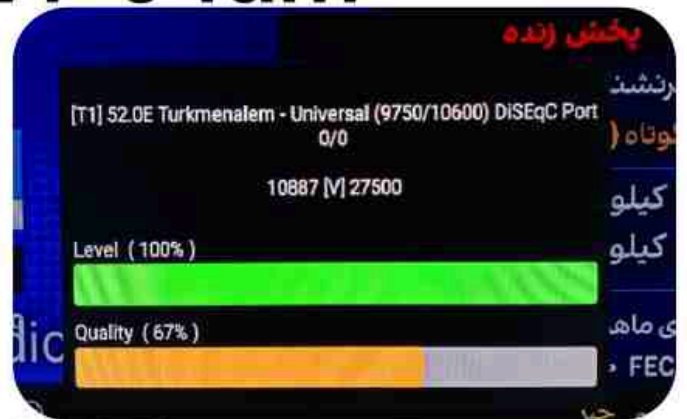 پخش زنده
[T1] 52.0E Turkmenalem - Universal (9750/10600) DiSEqC Port
0/0
10887 [V] 27500
کیلو
کیلو
Level ( 100% )
Quality ( 67% )
FEC